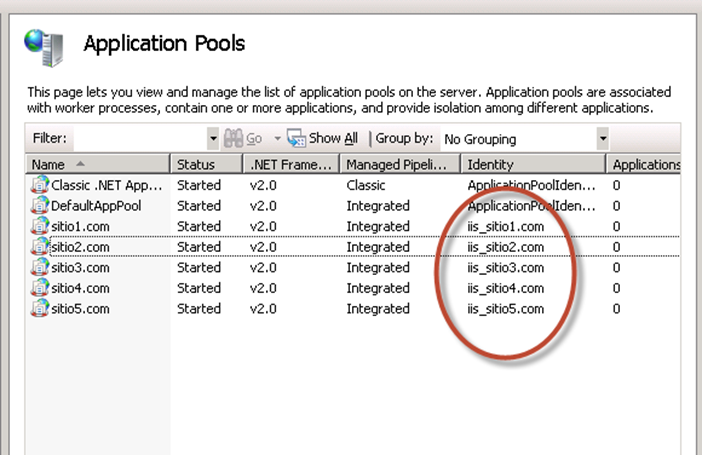 Application Pools
This page lets you view and manage the list of application pools on the server. Application pools are associated
with worker processes, contain one or more applications, and provide isolation among different applications.
Filter: Go Show All Group by: No Grouping
Name Status .NET Frame... Managed Pipeli... Identity Applications
Classic .NET App... Started v2.0 Classic ApplicationPoolIden... 0
DefaultAppPool Started v2.0 Integrated ApplicationPoolIden... 0
sitio1.com Started v2.0 Integrated iis_sitio1.com 0
sitio2.com Started v2.0 Integrated iis_sitio2.com 0
sitio3.com Started v2.0 Integrated iis_sitio3.com 0
sitio4.com Started v2.0 Integrated iis_sitio4.com 0
sitio5.com Started v2.0 Integrated iis_sitio5.com 0